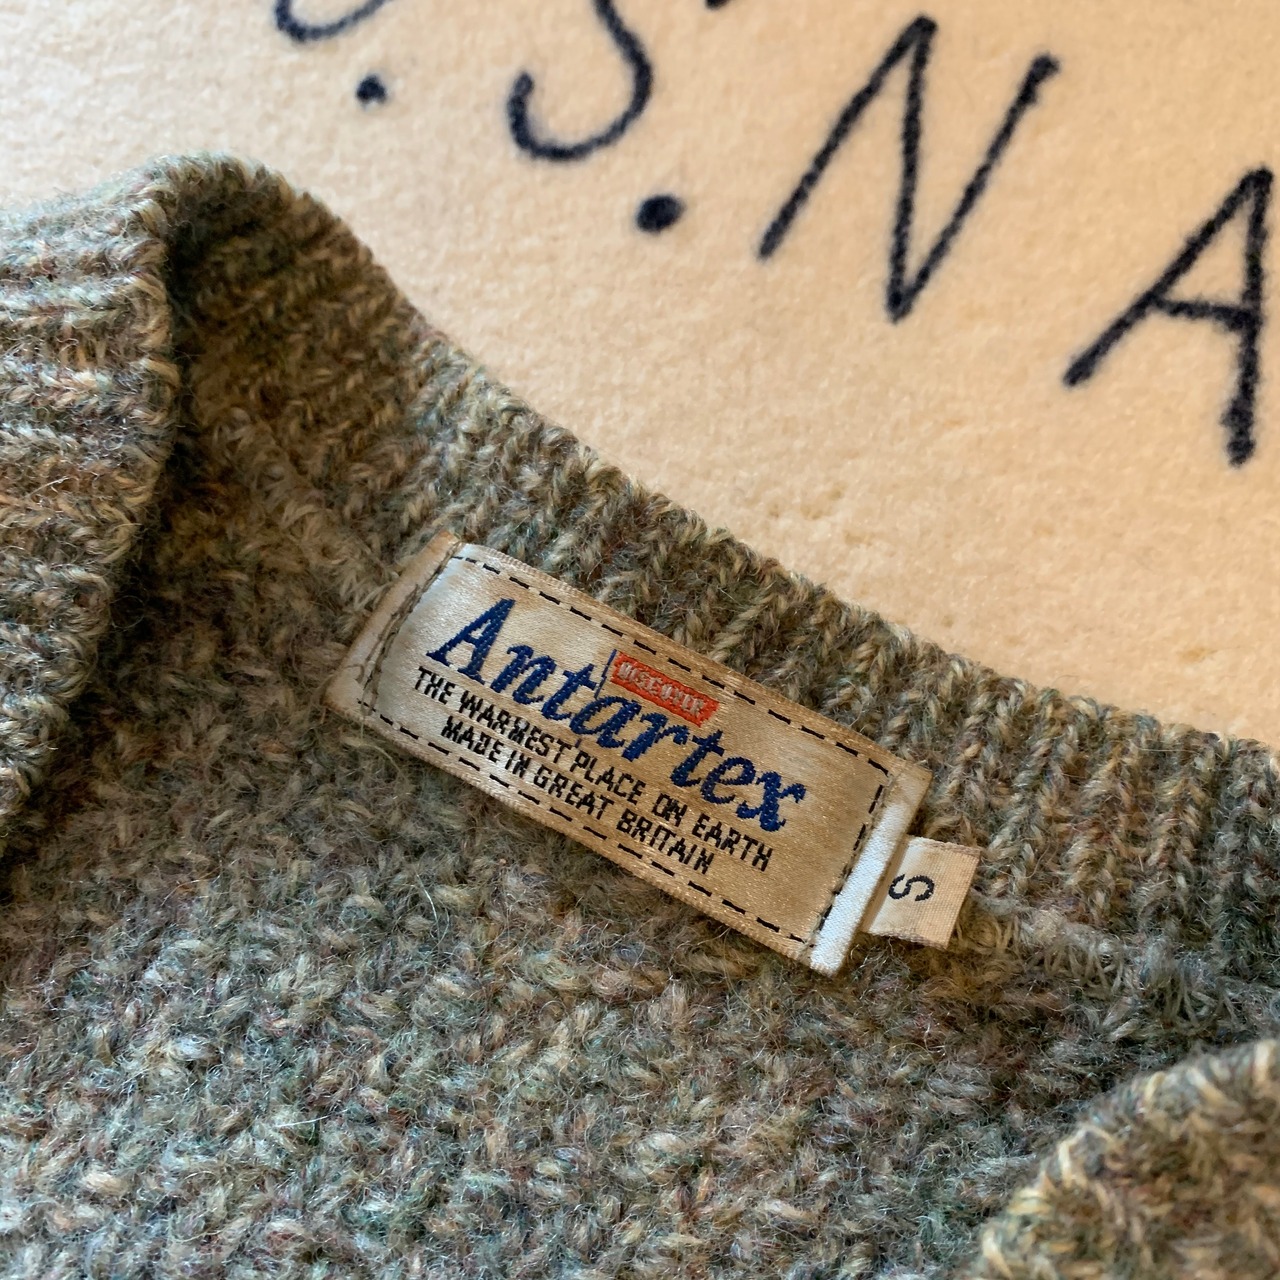 .S.NA
Antartex
THE WARMEST PLACE ON EARTH
MADE IN GREAT BRITAIN
S